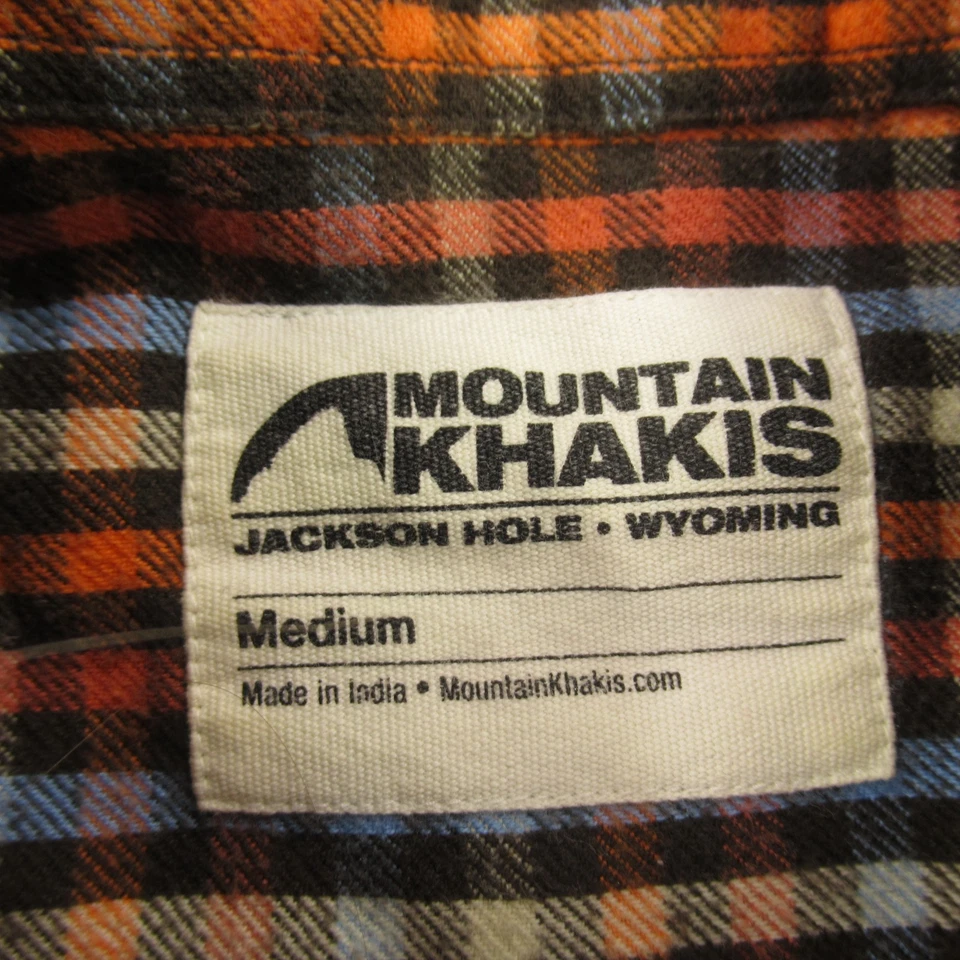 MOUNTAIN
KHAKIS
JACKSON HOLE • WYOMING
Medium
Made in India • MountainKhakis.com